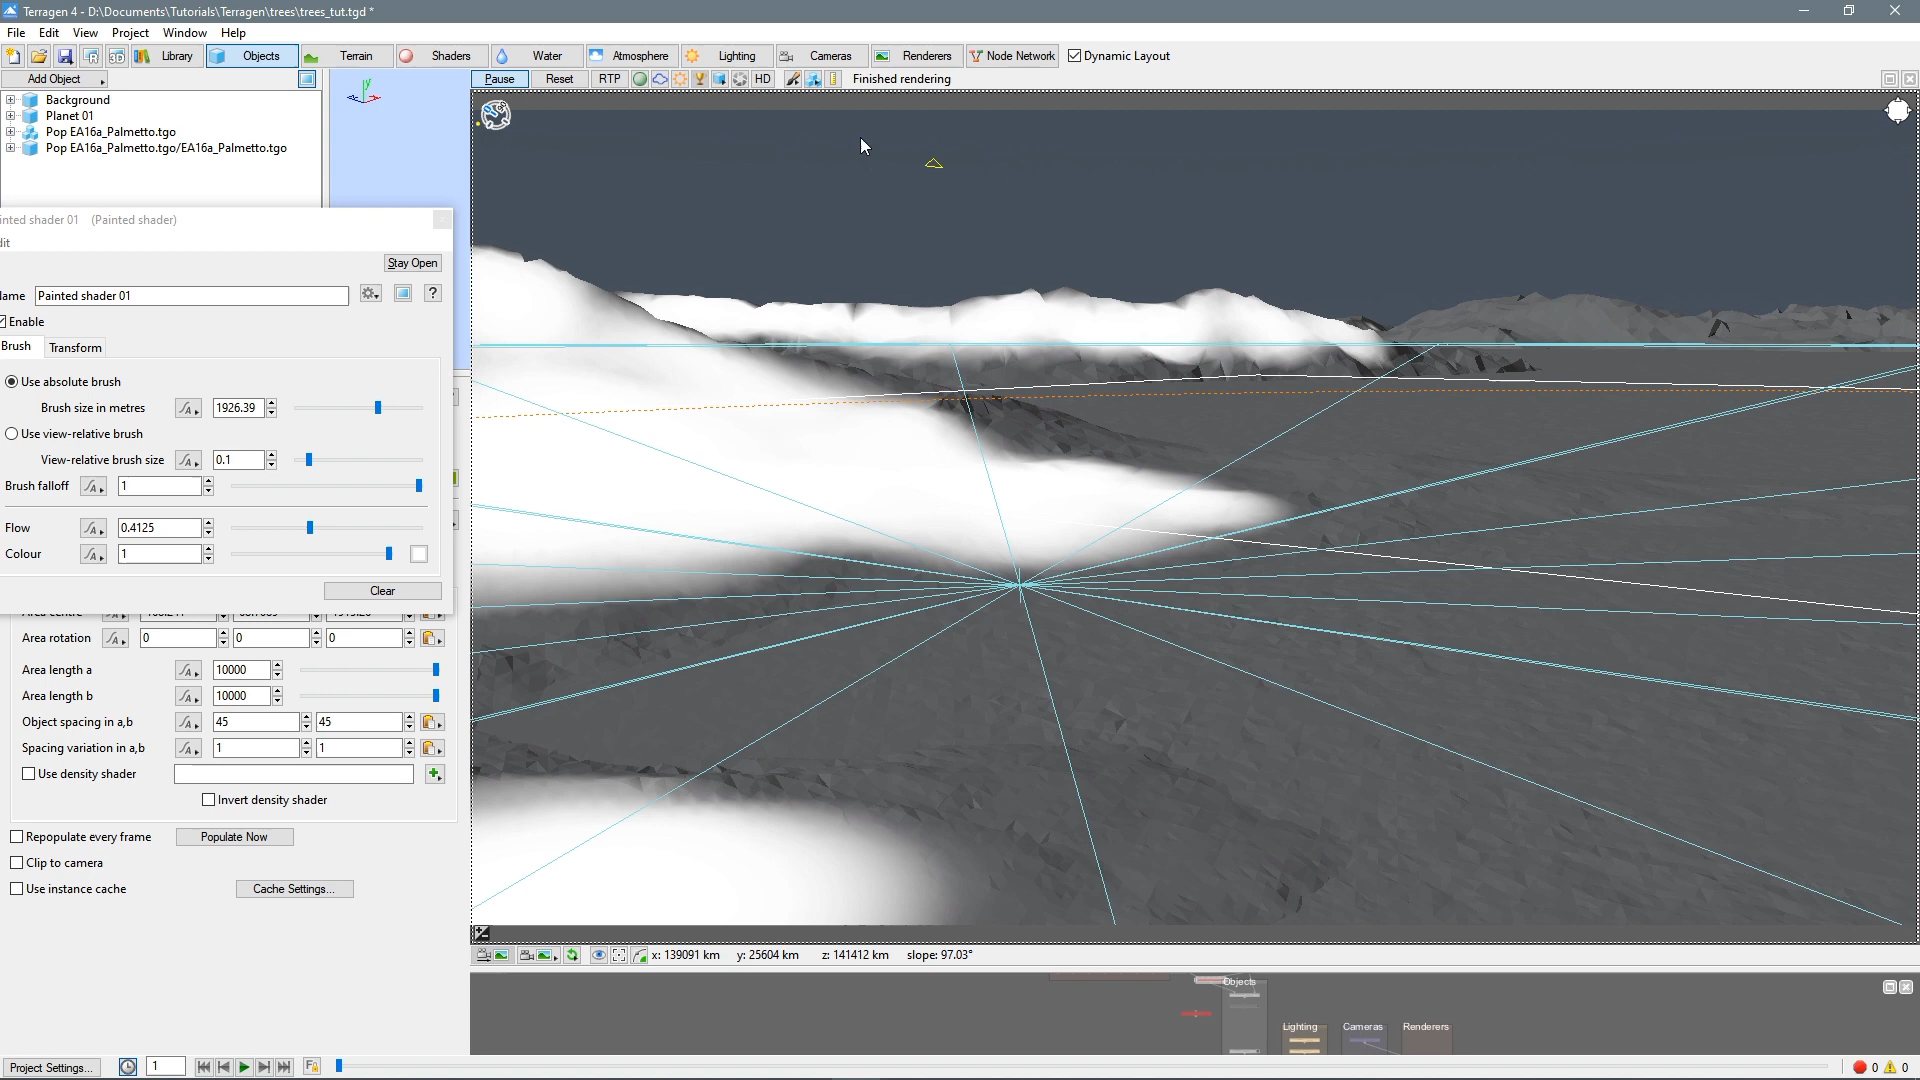 Terragen 4 - D:\Documents\Tutorials\Terragen\trees\trees_tut.tgd *
File Edit View Project Window Help
Library Objects Terrain Shaders Water Atmosphere Lighting Cameras Renderers Node Network Dynamic Layout
Add Object Pause Reset RTP HD Finished rendering
Background
Planet 01
Pop EA16a_Palmetto.tgo
Pop EA16a_Palmetto.tgo/EA16a_Palmetto.tgo
y
inted shader 01 (Painted shader)
dit
Stay Open
ame Painted shader 01 ?
Enable
Brush Transform
Use absolute brush
Brush size in metres 1926.39
Use view-relative brush
View-relative brush size 0.1
Brush falloff 1
Flow 0.4125
Colour 1
Clear
Area rotation 0 0 0
Area length a 10000
Area length b 10000
Object spacing in a,b 45 45
Spacing variation in a,b 1 1
Use density shader
Invert density shader
Repopulate every frame Populate Now
Clip to camera
Use instance cache Cache Settings...
x: 139091 km y: 25604 km z: 141412 km slope: 97.03°
Objects
Lighting Cameras Renderers
Project Settings... 1 0 0